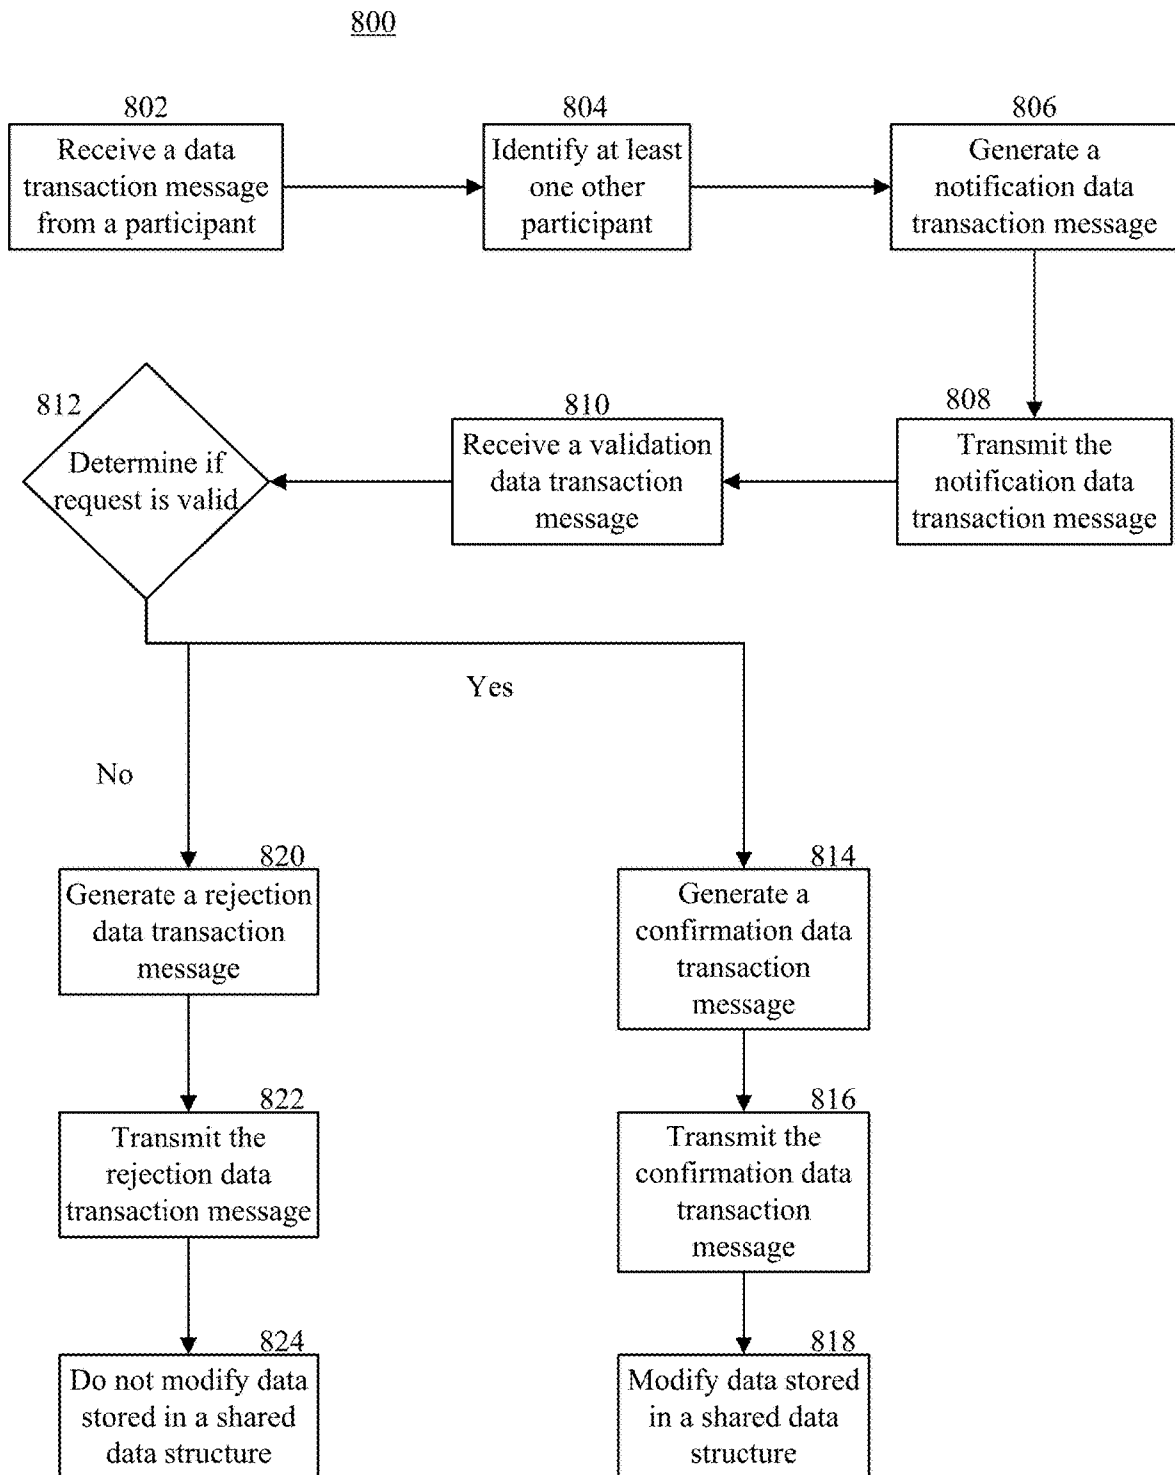 800
802
Receive a data
transaction message
from a participant
804
Identify at least
one other
participant
806
Generate a
notification data
transaction message
812
Determine if
request is valid
810
Receive a validation
data transaction
message
808
Transmit the
notification data
transaction message
Yes
No
820
Generate a rejection
data transaction
message
814
Generate a
confirmation data
transaction
message
822
Transmit the
rejection data
transaction message
816
Transmit the
confirmation data
transaction
message
824
Do not modify data
stored in a shared
data structure
818
Modify data stored
in a shared data
structure